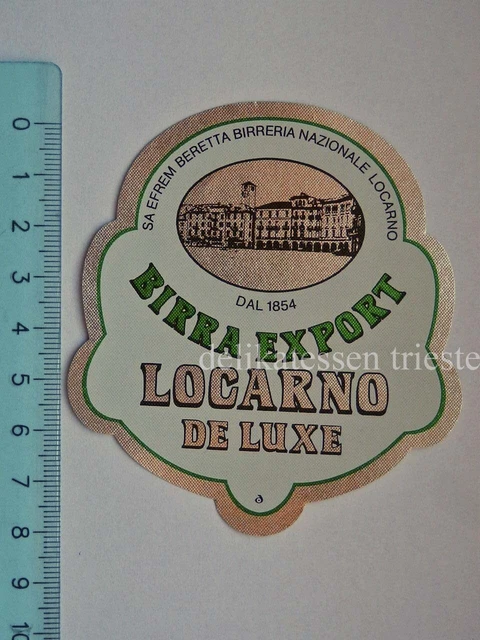 SA EFREM BERETTA BIRRERIA NAZIONALE LOCARNO
DAL 1854
BIRRA EXPORT
LOCARNO
DE LUXE
delikatessen trieste
0
1
2
3
4
5
6
7
8
9
10